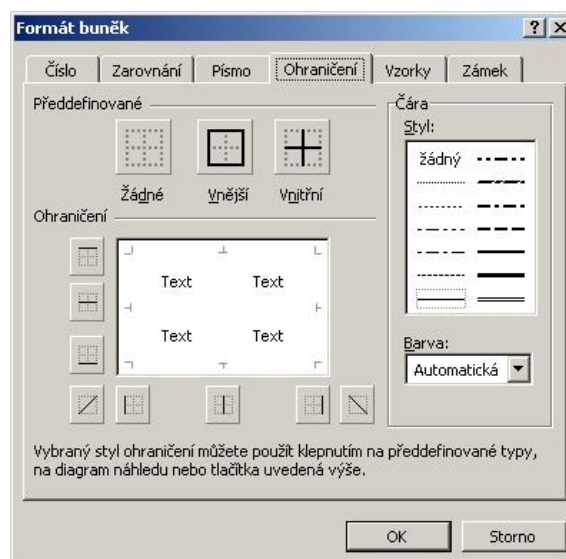 Formát buněk
Číslo Zarovnání Písmo Ohraničení Vzorky Zámek
Předdefinované
Žádné Vnější Vnitřní
Ohraničení
Text Text
Text Text
Čára
Styl:
žádný
Barva:
Automatická
Vybraný styl ohraničení můžete použít klepnutím na předdefinované typy,
na diagram náhledu nebo tlačítka uvedená výše.
OK Storno